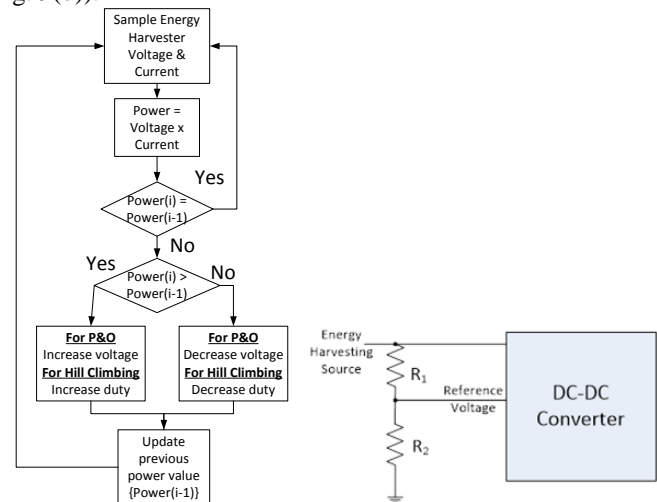 Sample Energy
Harvester
Voltage &
Current
Power =
Voltage x
Current
Yes
Power(i) =
Power(i-1)
No
Yes
Power(i) >
Power(i-1)
No
For P&O
Increase voltage
For Hill Climbing
Increase duty
For P&O
Decrease voltage
For Hill Climbing
Decrease duty
Update
previous
power value
{Power(i-1)}
Energy
Harvesting
Source
R1
Reference
Voltage
R2
DC-DC
Converter